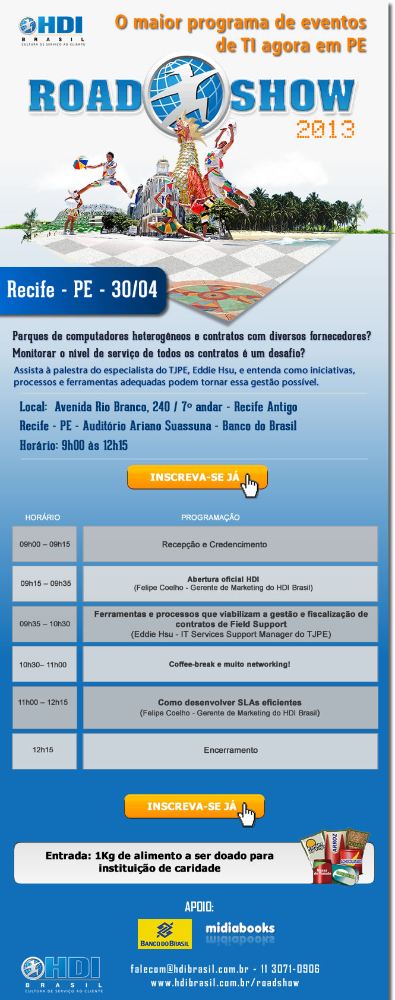 HDI
BRASIL
CULTURA DE SERVIÇO AO CLIENTE
O maior programa de eventos
de TI agora em PE
ROAD SHOW
2013
Recife - PE - 30/04
Parques de computadores heterogêneos e contratos com diversos fornecedores?
Monitorar o nível de serviço de todos os contratos é um desafio?
Assista à palestra do especialista do TJPE, Eddie Hsu, e entenda como iniciativas,
processos e ferramentas adequadas podem tornar essa gestão possível.
Local: Avenida Rio Branco, 240 / 7º andar - Recife Antigo
Recife - PE - Auditório Ariano Suassuna - Banco do Brasil
Horário: 9h00 às 12h15
INSCREVA-SE JÁ
HORÁRIO PROGRAMAÇÃO
09h00 – 09h15 Recepção e Credencimento
09h15 – 09h35 Abertura oficial HDI
(Felipe Coelho - Gerente de Marketing do HDI Brasil)
09h35 – 10h30 Ferramentas e processos que viabilizam a gestão e fiscalização de
contratos de Field Support
(Eddie Hsu - IT Services Support Manager do TJPE)
10h30– 11h00 Coffee-break e muito networking!
11h00 – 12h15 Como desenvolver SLAs eficientes
(Felipe Coelho - Gerente de Marketing do HDI Brasil)
12h15 Encerramento
INSCREVA-SE JÁ
Entrada: 1Kg de alimento a ser doado para
instituição de caridade
Farinha de Trigo
ARROZ
FEIJÃO
ACHOCOLATADO
Massa de Tomate
SARDINHA
APOIO:
BANCO DO BRASIL
midiabooks
HDI
BRASIL
CULTURA DE SERVIÇO AO CLIENTE
falecom@hdibrasil.com.br - 11 3071-0906
www.hdibrasil.com.br/roadshow